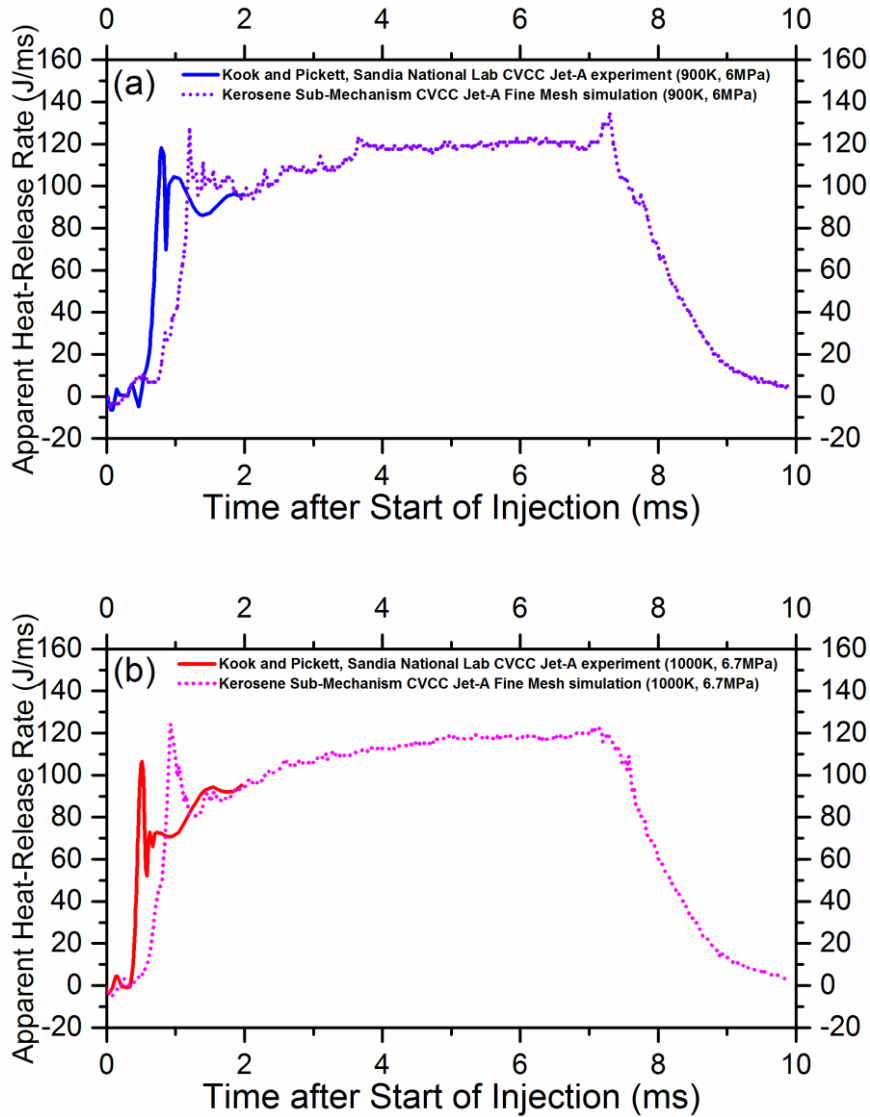 0 2 4 6 8 10
160 160
(a) Kook and Pickett, Sandia National Lab CVCC Jet-A experiment (900K, 6MPa)
Kerosene Sub-Mechanism CVCC Jet-A Fine Mesh simulation (900K, 6MPa)
140 140
120 120
100 100
80 80
60 60
40 40
20 20
0 0
-20 -20
Apparent Heat-Release Rate (J/ms)
0 2 4 6 8 10
Time after Start of Injection (ms)
0 2 4 6 8 10
160 160
(b) Kook and Pickett, Sandia National Lab CVCC Jet-A experiment (1000K, 6.7MPa)
Kerosene Sub-Mechanism CVCC Jet-A Fine Mesh simulation (1000K, 6.7MPa)
140 140
120 120
100 100
80 80
60 60
40 40
20 20
0 0
-20 -20
Apparent Heat-Release Rate (J/ms)
0 2 4 6 8 10
Time after Start of Injection (ms)